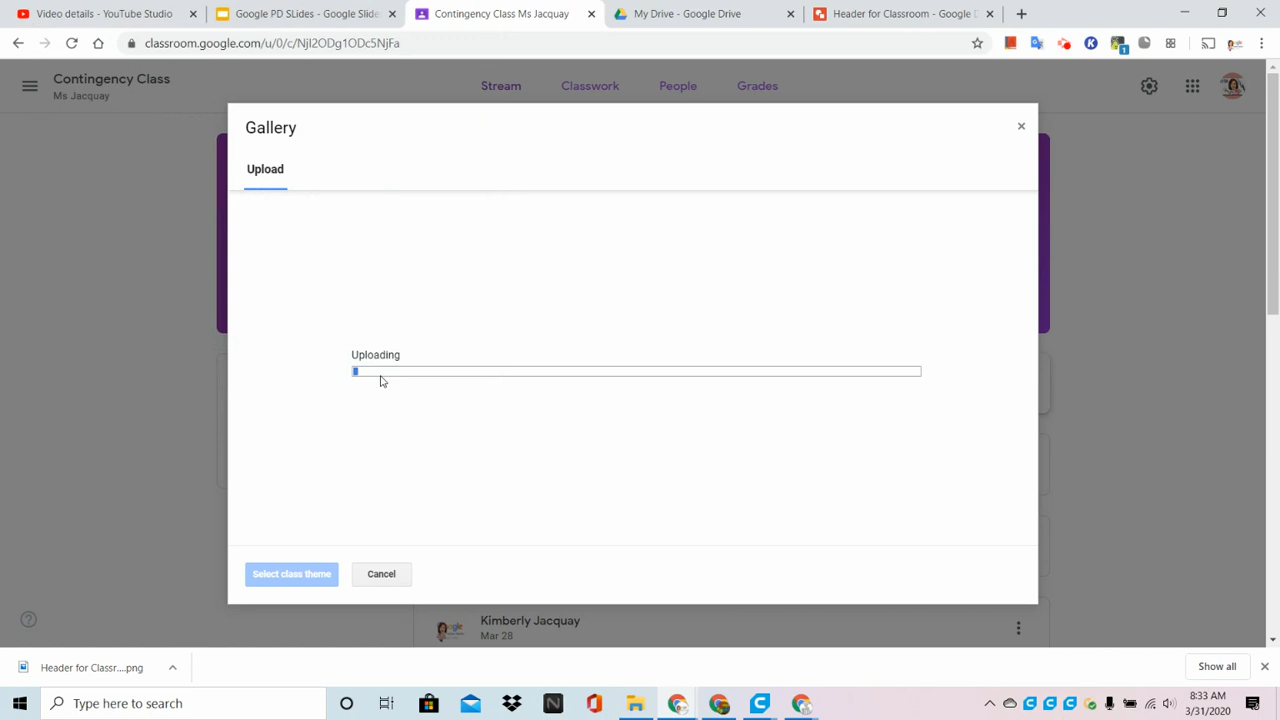 Video details - YouTube Studio
Google PD SLides - Google Slide
Contingency Class Ms Jacquay
My Drive - Google Drive
Header for Classroom - Google D
classroom.google.com/u/0/c/NjI2ODg1ODc5NjFa
1
Contingency Class
Ms Jacquay
Stream
Classwork
People
Grades
Gallery
Upload
Uploading
Select class theme
Cancel
Kimberly Jacquay
Mar 28
Header for Classr....png
Show all
Type here to search
8:33 AM
3/31/2020